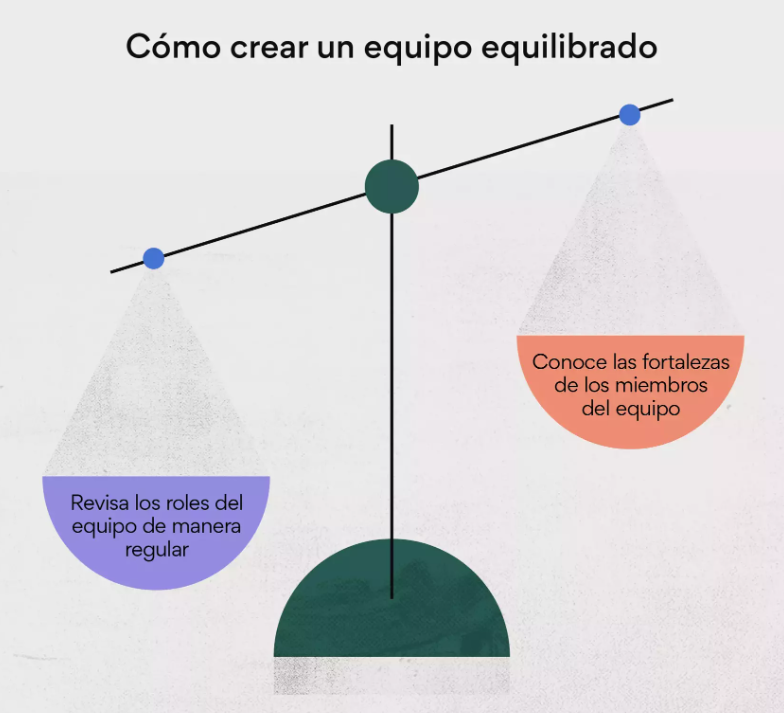 Cómo crear un equipo equilibrado
Conoce las fortalezas
de los miembros
del equipo
Revisa los roles del
equipo de manera
regular